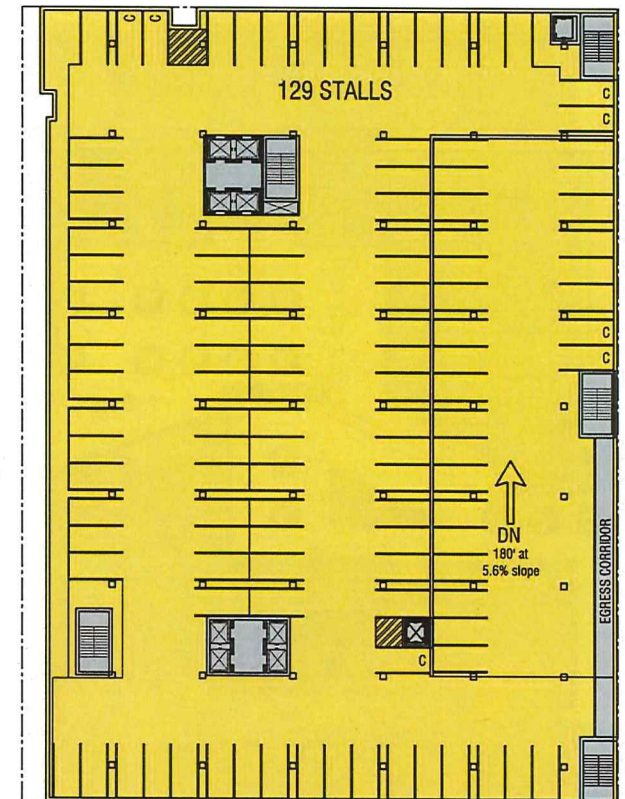 C C
129 STALLS
C
C
C
C
DN
180' at
5.6% slope
EGRESS CORRIDOR
C